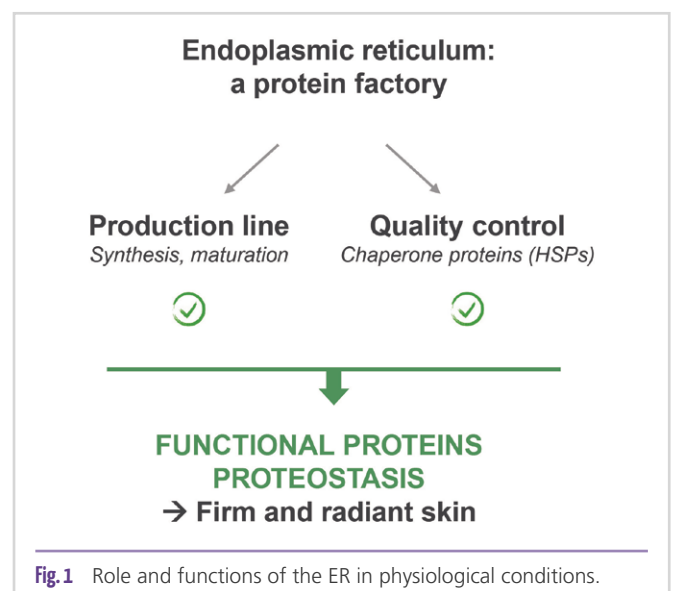 Endoplasmic reticulum:
a protein factory
Production line
Synthesis, maturation
Quality control
Chaperone proteins (HSPs)
FUNCTIONAL PROTEINS
PROTEOSTASIS
→ Firm and radiant skin
Fig. 1 Role and functions of the ER in physiological conditions.